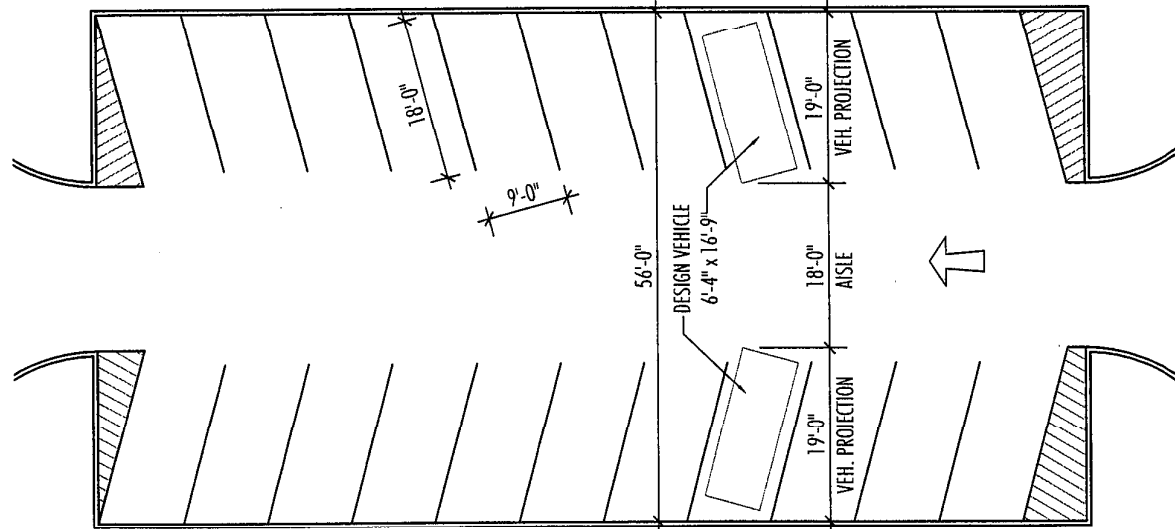 18'-0"
9'-0"
56'-0"
DESIGN VEHICLE
6'-4" x 16'-9"
19'-0"
VEH. PROJECTION
18'-0"
AISLE
19'-0"
VEH. PROJECTION